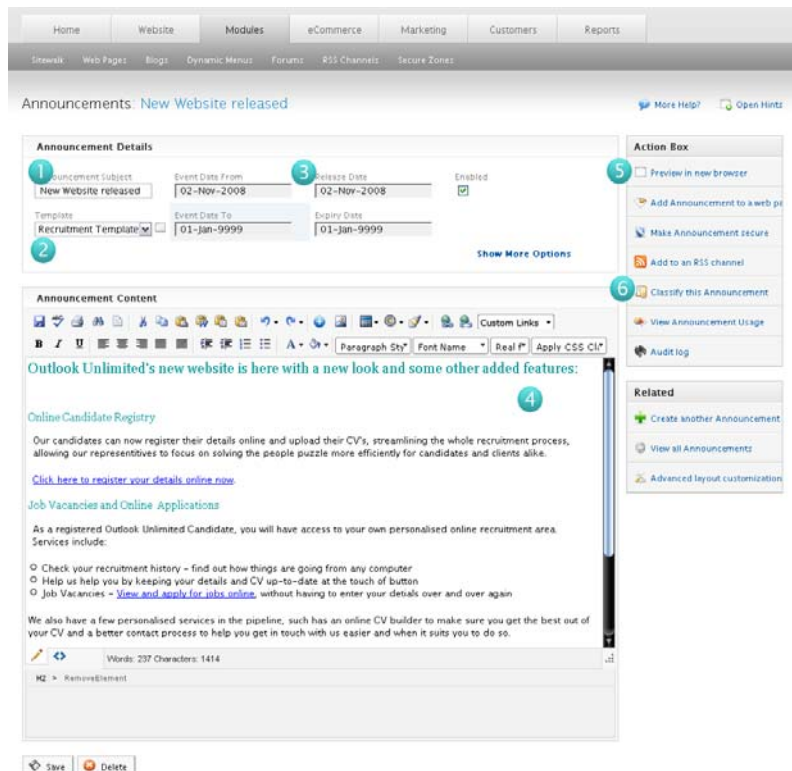 Home Website Modules eCommerce Marketing Customers Reports
Sitewalk Web Pages Blogs Dynamic Menus Forums RSS Channels Secure Zones
Announcements: New Website released
More Help? Open Hints
Announcement Details
1 3
Announcement Subject Event Date From Release Date Enabled
New Website released 02-Nov-2008 02-Nov-2008
Template Event Date To Expiry Date
Recruitment Template 01-Jan-9999 01-Jan-9999
2
Show More Options
Announcement Content
Custom Links
B I U A Paragraph Sty Font Name Real F Apply CSS Cl
Outlook Unlimited's new website is here with a new look and some other added features:
4
Online Candidate Registry
Our candidates can now register their details online and upload their CV's, streamlining the whole recruitment process,
allowing our representitives to focus on solving the people puzzle more efficiently for candidates and clients alike.
Click here to register your details online now.
Job Vacancies and Online Applications
As a registered Outlook Unlimited Candidate, you will have access to your own personalised online recruitment area.
Services include:
Check your recruitment history – find out how things are going from any computer
Help us help you by keeping your details and CV up-to-date at the touch of button
Job Vacancies – View and apply for jobs online, without having to enter your detials over and over again
We also have a few personalised services in the pipeline, such has an online CV builder to make sure you get the best out of
your CV and a better contact process to help you get in touch with us easier and when it suits you to do so.
Words: 237 Characters: 1414
H2 > RemoveElement
Save Delete
Action Box
5 Preview in new browser
Add Announcement to a web pa
Make Announcement secure
Add to an RSS channel
6 Classify this Announcement
View Announcement Usage
Audit log
Related
Create another Announcement
View all Announcements
Advanced layout customization